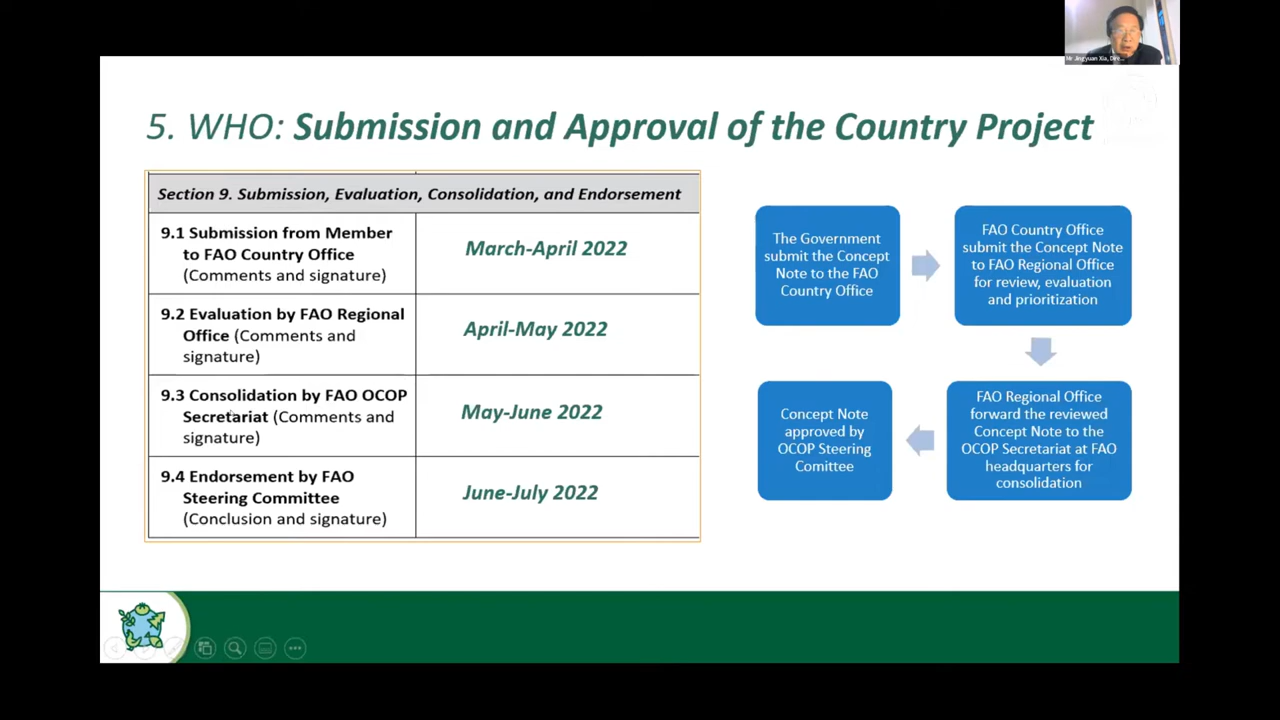 Mr Jingyuan Xia, Dire...
5. WHO: Submission and Approval of the Country Project
Section 9. Submission, Evaluation, Consolidation, and Endorsement
9.1 Submission from Member
to FAO Country Office
(Comments and signature)
March-April 2022
9.2 Evaluation by FAO Regional
Office (Comments and
signature)
April-May 2022
9.3 Consolidation by FAO OCOP
Secretariat (Comments and
signature)
May-June 2022
9.4 Endorsement by FAO
Steering Committee
(Conclusion and signature)
June-July 2022
The Government
submit the Concept
Note to the FAO
Country Office
FAO Country Office
submit the Concept Note
to FAO Regional Office
for review, evaluation
and prioritization
FAO Regional Office
forward the reviewed
Concept Note to the
OCOP Secretariat at FAO
headquarters for
consolidation
Concept Note
approved by
OCOP Steering
Comittee